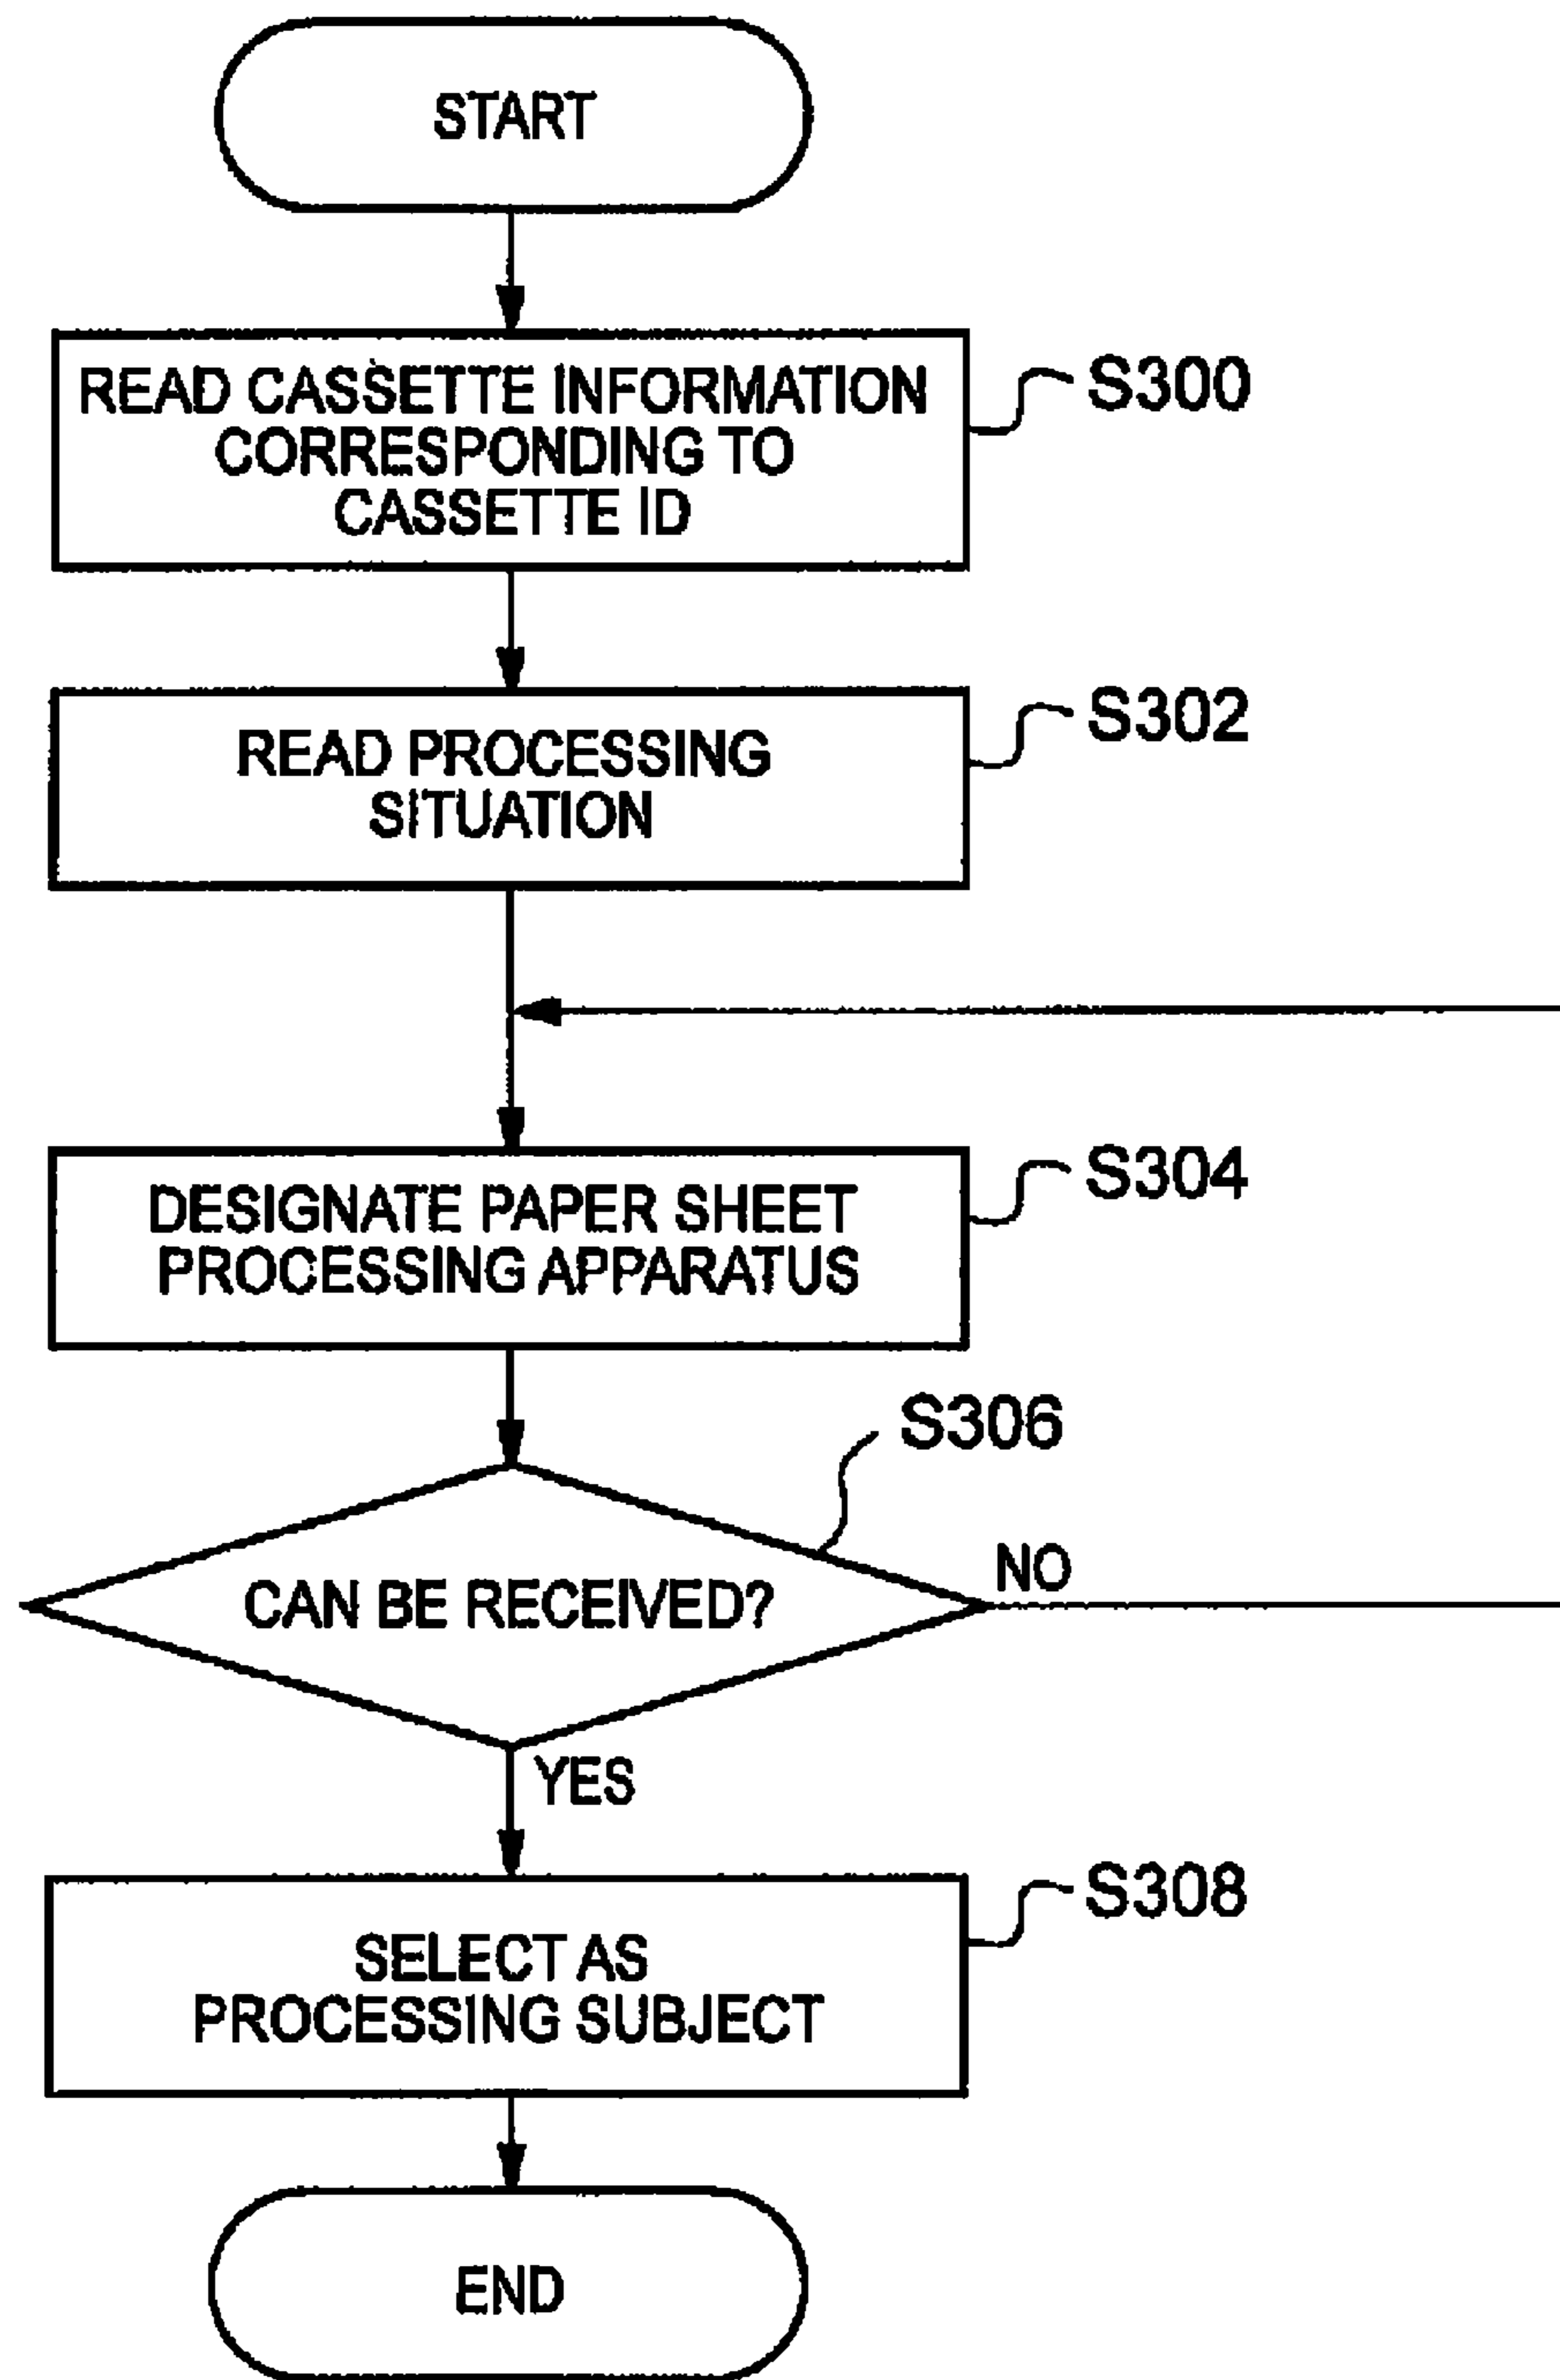 START
READ CASSETTE INFORMATION
CORRESPONDING TO
CASSETTE ID
S300
READ PROCESSING
SITUATION
S302
DESIGNATE PAPER SHEET
PROCESSING APPARATUS
S304
S306
CAN BE RECEIVED?
NO
YES
SELECT AS
PROCESSING SUBJECT
S308
END